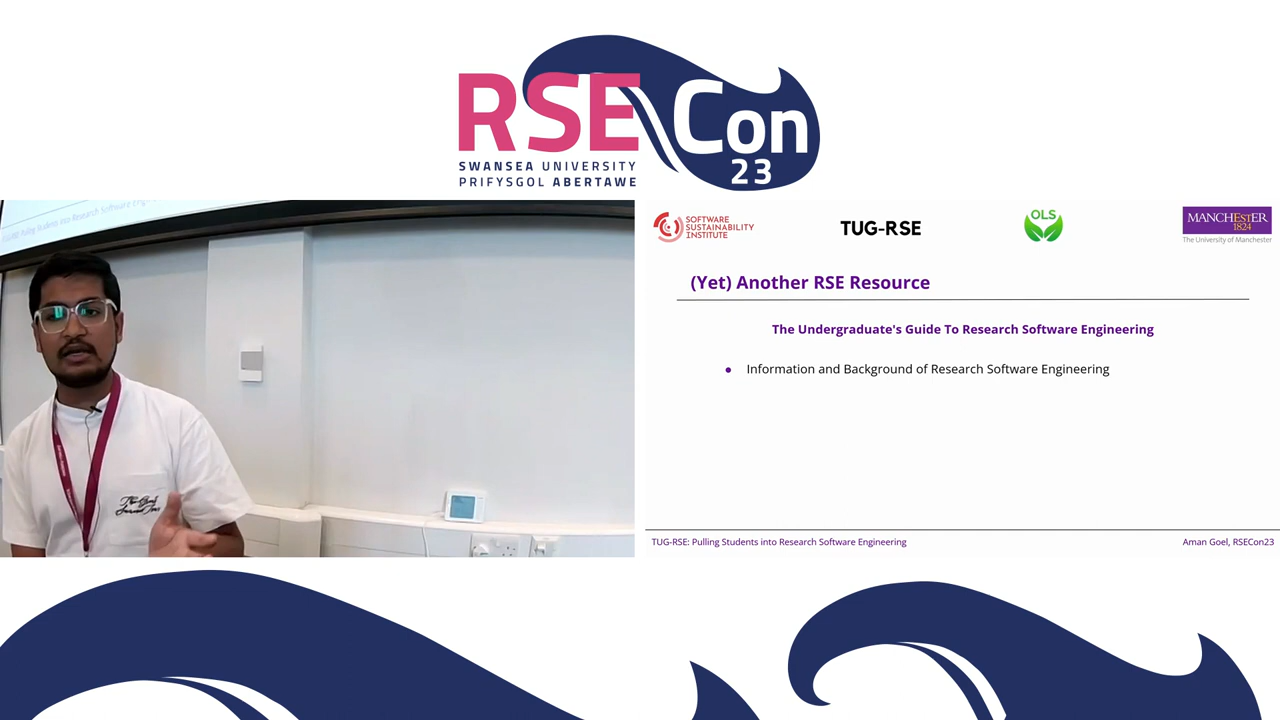 RSE Con
23
SWANSEA UNIVERSITY
PRIFYSGOL ABERTAWE
SOFTWARE
SUSTAINABILITY
INSTITUTE
TUG-RSE
OLS
MANCHESTER
1824
The University of Manchester
(Yet) Another RSE Resource
The Undergraduate's Guide To Research Software Engineering
• Information and Background of Research Software Engineering
TUG-RSE: Pulling Students into Research Software Engineering
Aman Goel, RSECon23